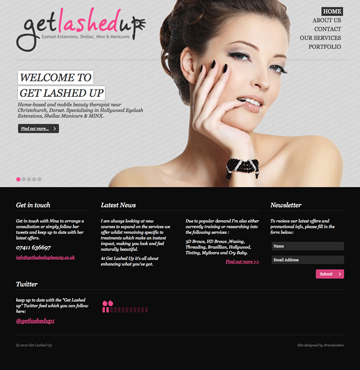 getlashedup
Eyelash Extensions, Shellac, Minx & Manicures
HOME
ABOUT US
CONTACT
OUR SERVICES
PORTFOLIO
WELCOME TO
GET LASHED UP
Home-based and mobile beauty therapist near
Christchurch, Dorset. Specialising in Hollywood Eyelash
Extensions, Shellac Manicure & MINX.
Find out more...
Get in touch
Get in touch with Nina to arrange a
consultation or simply follow her
tweets and keep up to date with her
latest offers.
07411 636667
info@getlashedupbeauty.co.uk
Twitter
keep up to date with the "Get Lashed
up" Twitter feed which you can follow
here:
@getlashedup1
Latest News
I am always looking at new
courses to expand on the services we
offer whilst remaining specific to
treatments which make an instant
impact, making you look and feel
naturally beautiful.
At Get Lashed Up it's all about
enhancing what you've got.
Due to popular demand I'm also either
currently training or researching into
the following services :
3D Brows, HD Brows, Waxing,
Threading, Brazillian, Hollywood,
Tinting, Mylicure and Dry Baby.
Find out more >>
Newsletter
To recieve our latest offers and
promotional info, please fill in the
form below:
Name
Email Address
Submit
© 2010 Get Lashed Up
Site designed by